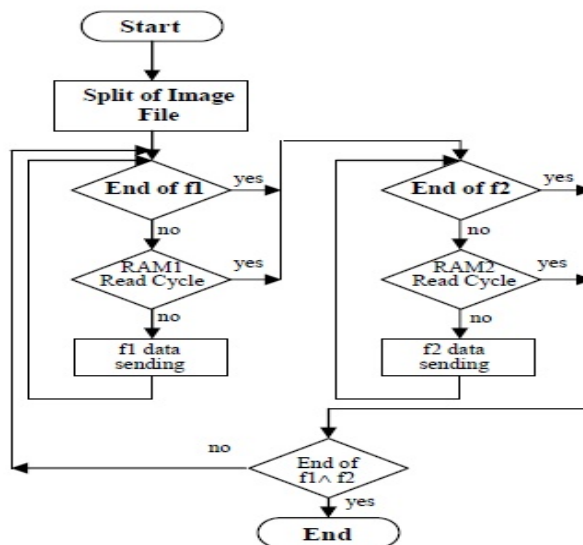 Start
Split of Image
File
End of f1
yes
no
RAM1
Read Cycle
yes
no
f1 data
sending
End of f2
yes
no
RAM2
Read Cycle
yes
no
f2 data
sending
no
End of
f1∧ f2
yes
End